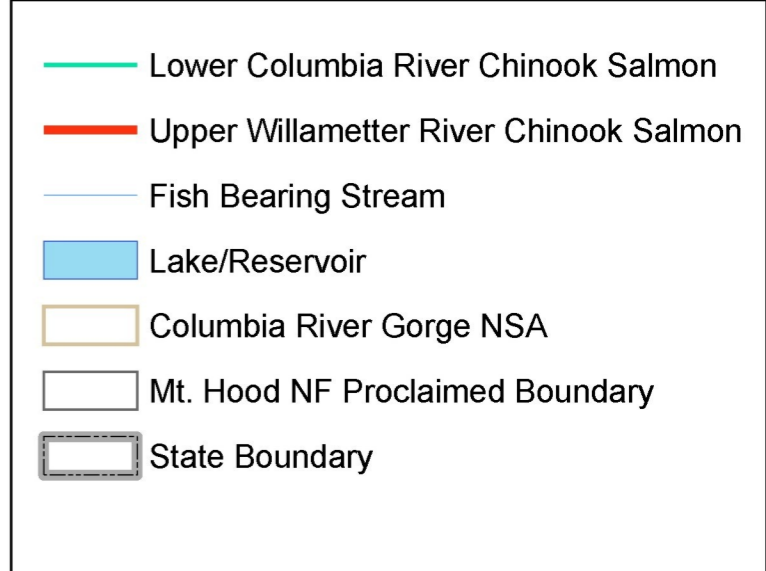 Lower Columbia River Chinook Salmon
Upper Willametter River Chinook Salmon
Fish Bearing Stream
Lake/Reservoir
Columbia River Gorge NSA
Mt. Hood NF Proclaimed Boundary
State Boundary